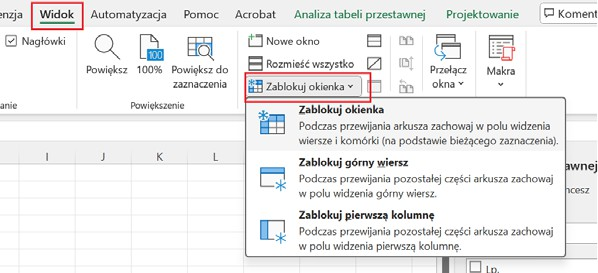 enzja Widok Automatyzacja Pomoc Acrobat Analiza tabeli przestawnej Projektowanie Koment
Nagłówki
Nowe okno
Rozmieść wszystko
Zablokuj okienka
Powiększ 100% Powiększ do zaznaczenia
Przełącz okna
Makra
anie Powiększenie
Zablokuj okienka
Podczas przewijania arkusza zachowaj w polu widzenia
wiersze i komórki (na podstawie bieżącego zaznaczenia).
Zablokuj górny wiersz
Podczas przewijania pozostałej części arkusza zachowaj
w polu widzenia górny wiersz.
Zablokuj pierwszą kolumnę
Podczas przewijania pozostałej części arkusza zachowaj
w polu widzenia pierwszą kolumnę.
I J K L
awnej
ncesz
Lp.